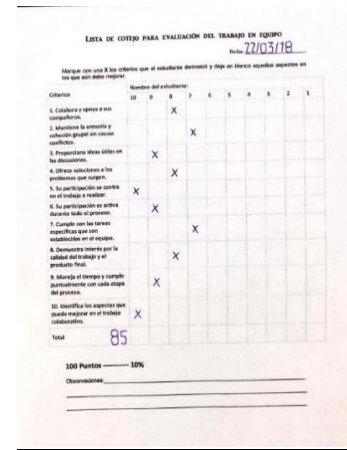 LISTA DE COTEJO PARA EVALUACIÓN DEL TRABAJO EN EQUIPO
Fecha: 22/03/18
Marque con una X los criterios que el estudiante demostró y deje en blanco aquellos aspectos en
los que aún debe mejorar.
Criterios
Nombre del estudiante:
10 9 8 7 6 5 4 3 2 1
1. Colabora y apoya a sus
compañeros. X
2. Mantiene la armonía y
cohesión grupal sin causar
conflictos. X
3. Proporciona ideas útiles en
las discusiones. X
4. Ofrece soluciones a los
problemas que surgen. X
5. Su participación se centra
en el trabajo a realizar. X
6. Su participación es activa
durante todo el proceso. X
7. Cumple con las tareas
específicas que son
establecidas en el equipo. X
8. Demuestra interés por la
calidad del trabajo y el
producto final. X
9. Maneja el tiempo y cumple
puntualmente con cada etapa
del proceso. X
10. Identifica los aspectos que
puede mejorar en el trabajo
colaborativo. X
Total 85
100 Puntos ---------- 10%
Observaciones: